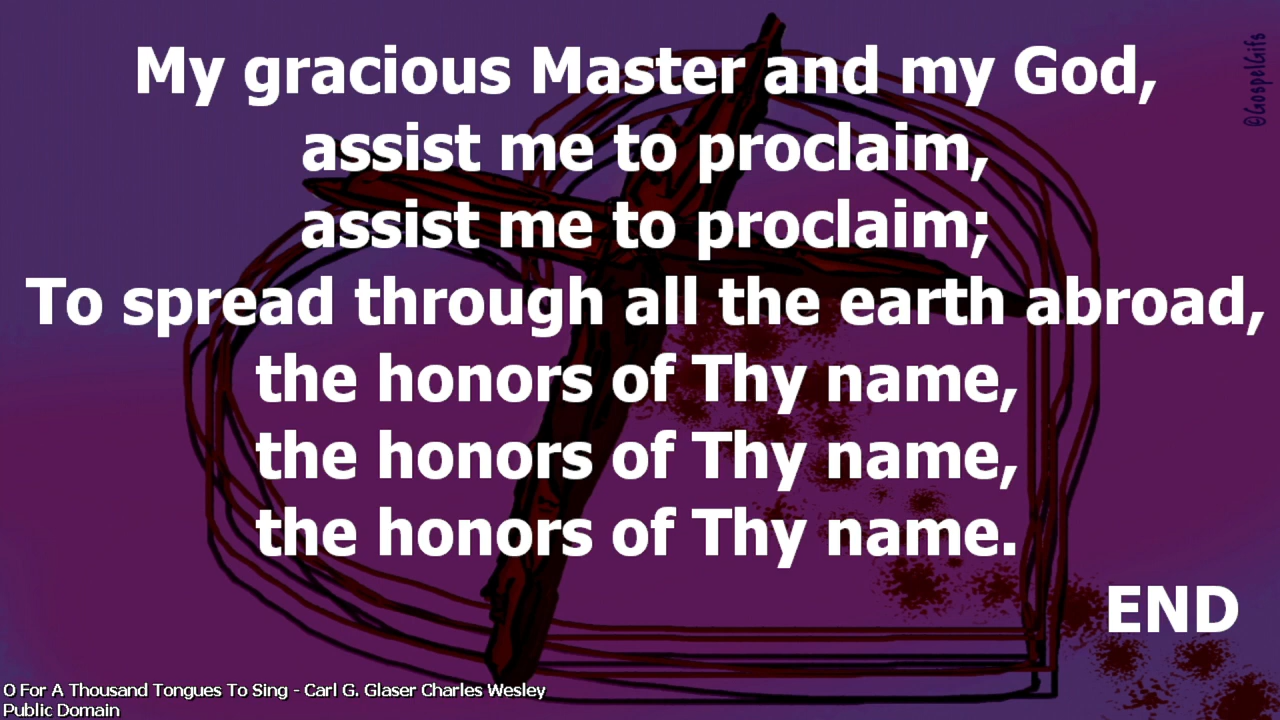 My gracious Master and my God,
assist me to proclaim,
assist me to proclaim;
To spread through all the earth abroad,
the honors of Thy name,
the honors of Thy name,
the honors of Thy name.
END
O For A Thousand Tongues To Sing - Carl G. Glaser Charles Wesley
Public Domain
©GospelGifs